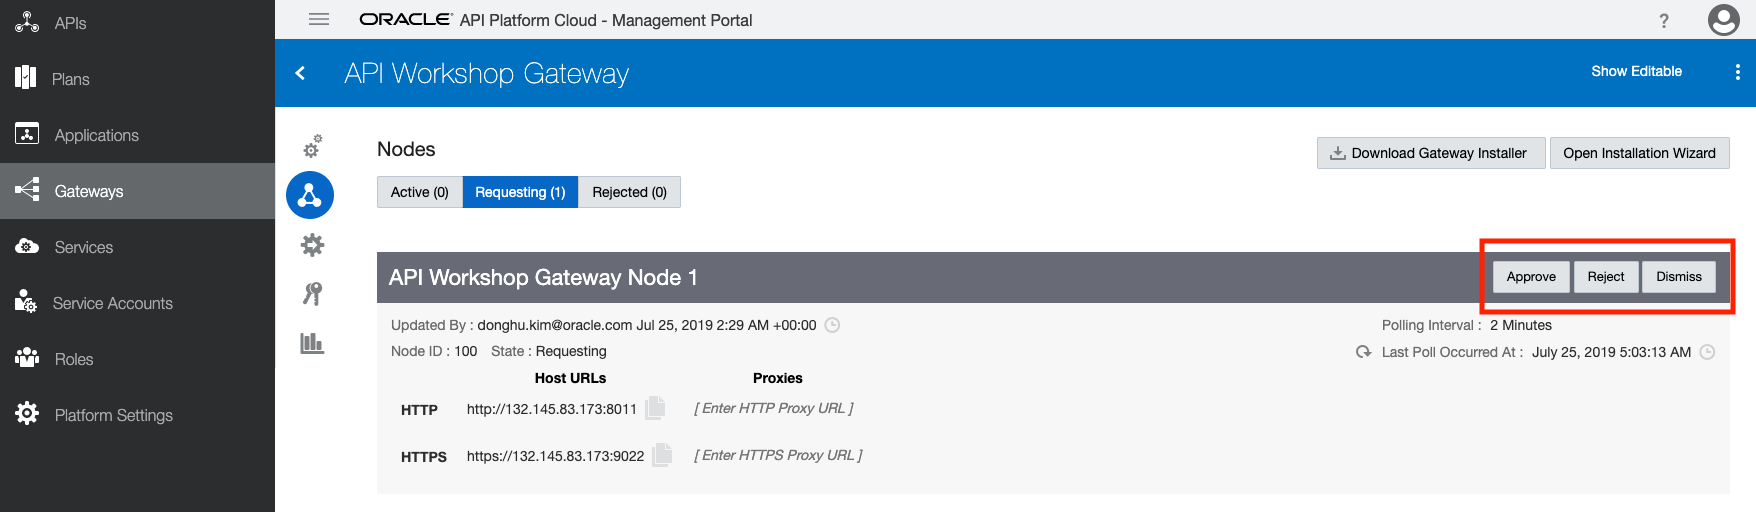 APIs
Plans
Applications
Gateways
Services
Service Accounts
Roles
Platform Settings
ORACLE® API Platform Cloud - Management Portal
?
API Workshop Gateway
Show Editable
Nodes
Download Gateway Installer
Open Installation Wizard
Active (0) Requesting (1) Rejected (0)
API Workshop Gateway Node 1
Approve Reject Dismiss
Updated By : donghu.kim@oracle.com Jul 25, 2019 2:29 AM +00:00
Polling Interval : 2 Minutes
Node ID : 100 State : Requesting
Last Poll Occurred At : July 25, 2019 5:03:13 AM
Host URLs Proxies
HTTP http://132.145.83.173:8011 [ Enter HTTP Proxy URL ]
HTTPS https://132.145.83.173:9022 [ Enter HTTPS Proxy URL ]